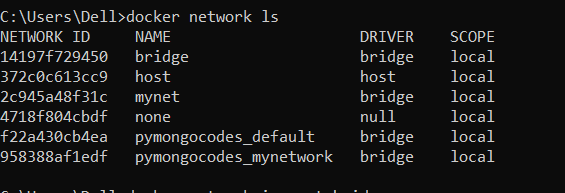 C:\Users\Dell>docker network ls
NETWORK ID     NAME                    DRIVER    SCOPE
14197f729450   bridge                  bridge    local
372c0c613cc9   host                    host      local
2c945a48f31c   mynet                   bridge    local
4718f804cbdf   none                    null      local
f22a430cb4ea   pymongocodes_default    bridge    local
958388af1edf   pymongocodes_mynetwork  bridge    local